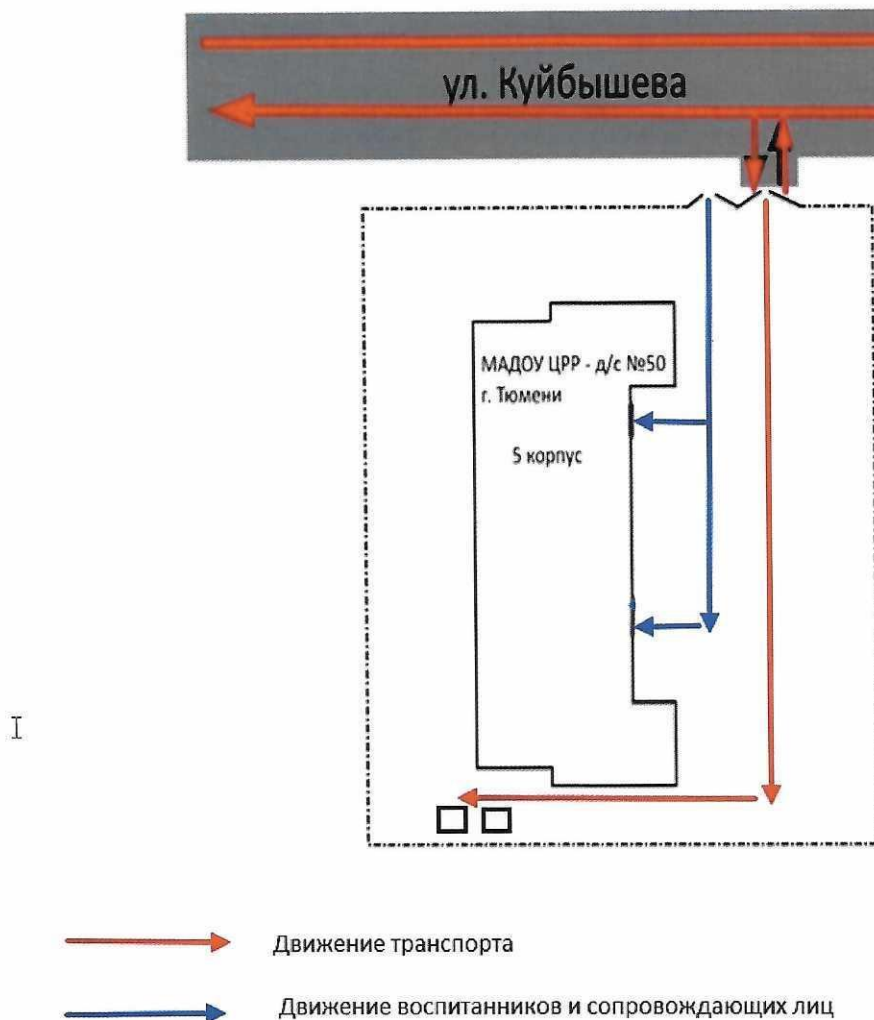 ул. Куйбышева
МАДОУ ЦРР - д/с №50
г. Тюмени
5 корпус
Движение транспорта
Движение воспитанников и сопровождающих лиц